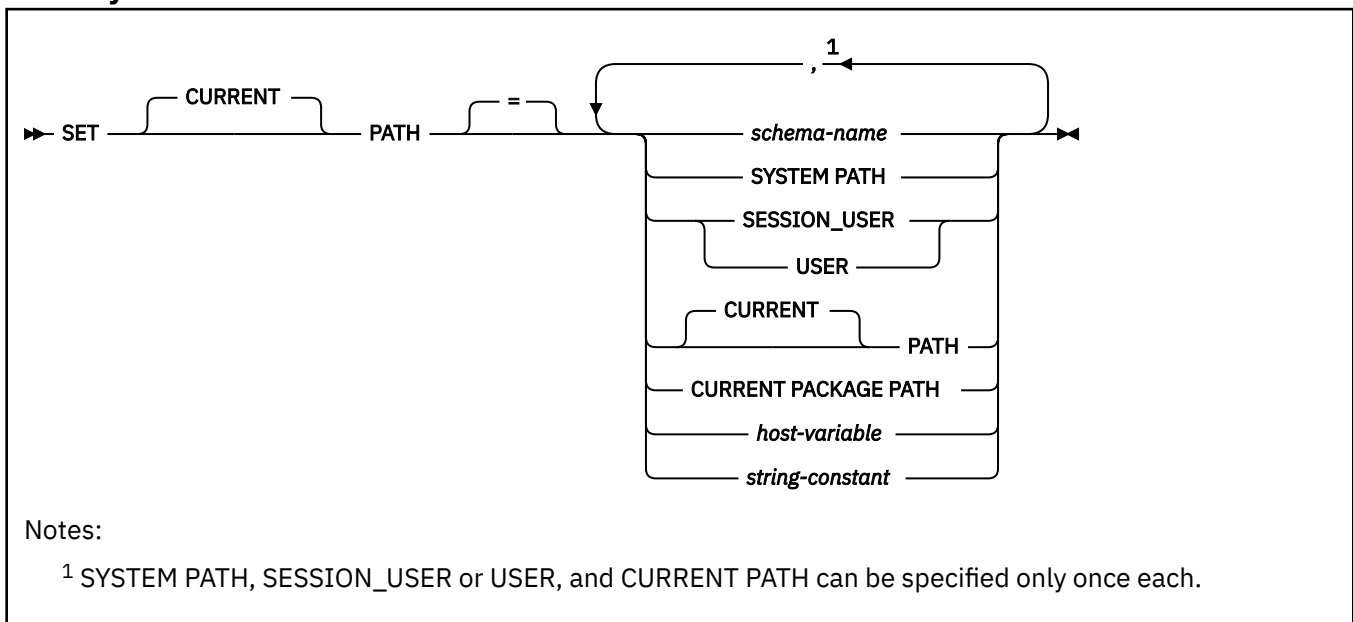 1
,
CURRENT
=
SET PATH schema-name
SYSTEM PATH
SESSION_USER
USER
CURRENT
PATH
CURRENT PACKAGE PATH
host-variable
string-constant
Notes:
1 SYSTEM PATH, SESSION_USER or USER, and CURRENT PATH can be specified only once each.